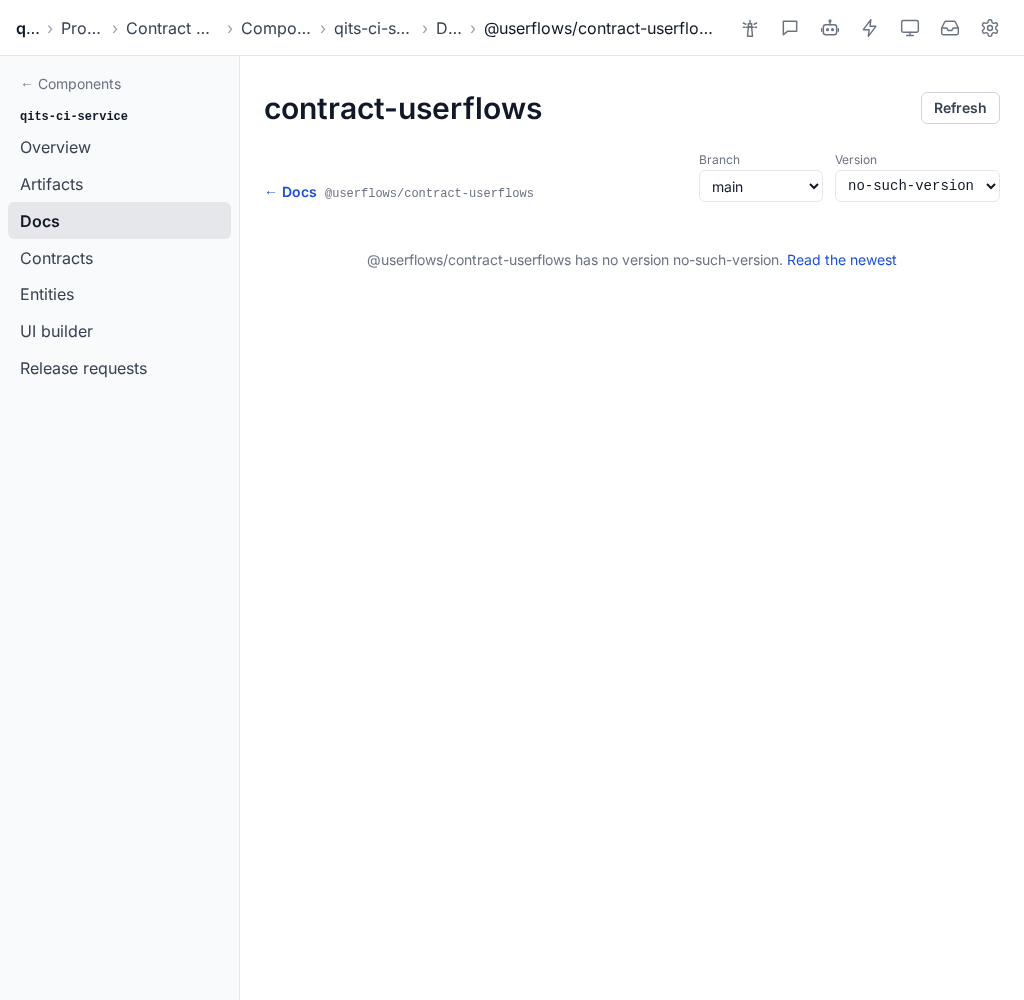 q... › Pro... › Contract ... › Compo... › qits-ci-s... › D... › @userflows/contract-userflo...
← Components
qits-ci-service
Overview
Artifacts
Docs
Contracts
Entities
UI builder
Release requests
contract-userflows
Refresh
Branch
Version
← Docs @userflows/contract-userflows
main
no-such-version
@userflows/contract-userflows has no version no-such-version. Read the newest